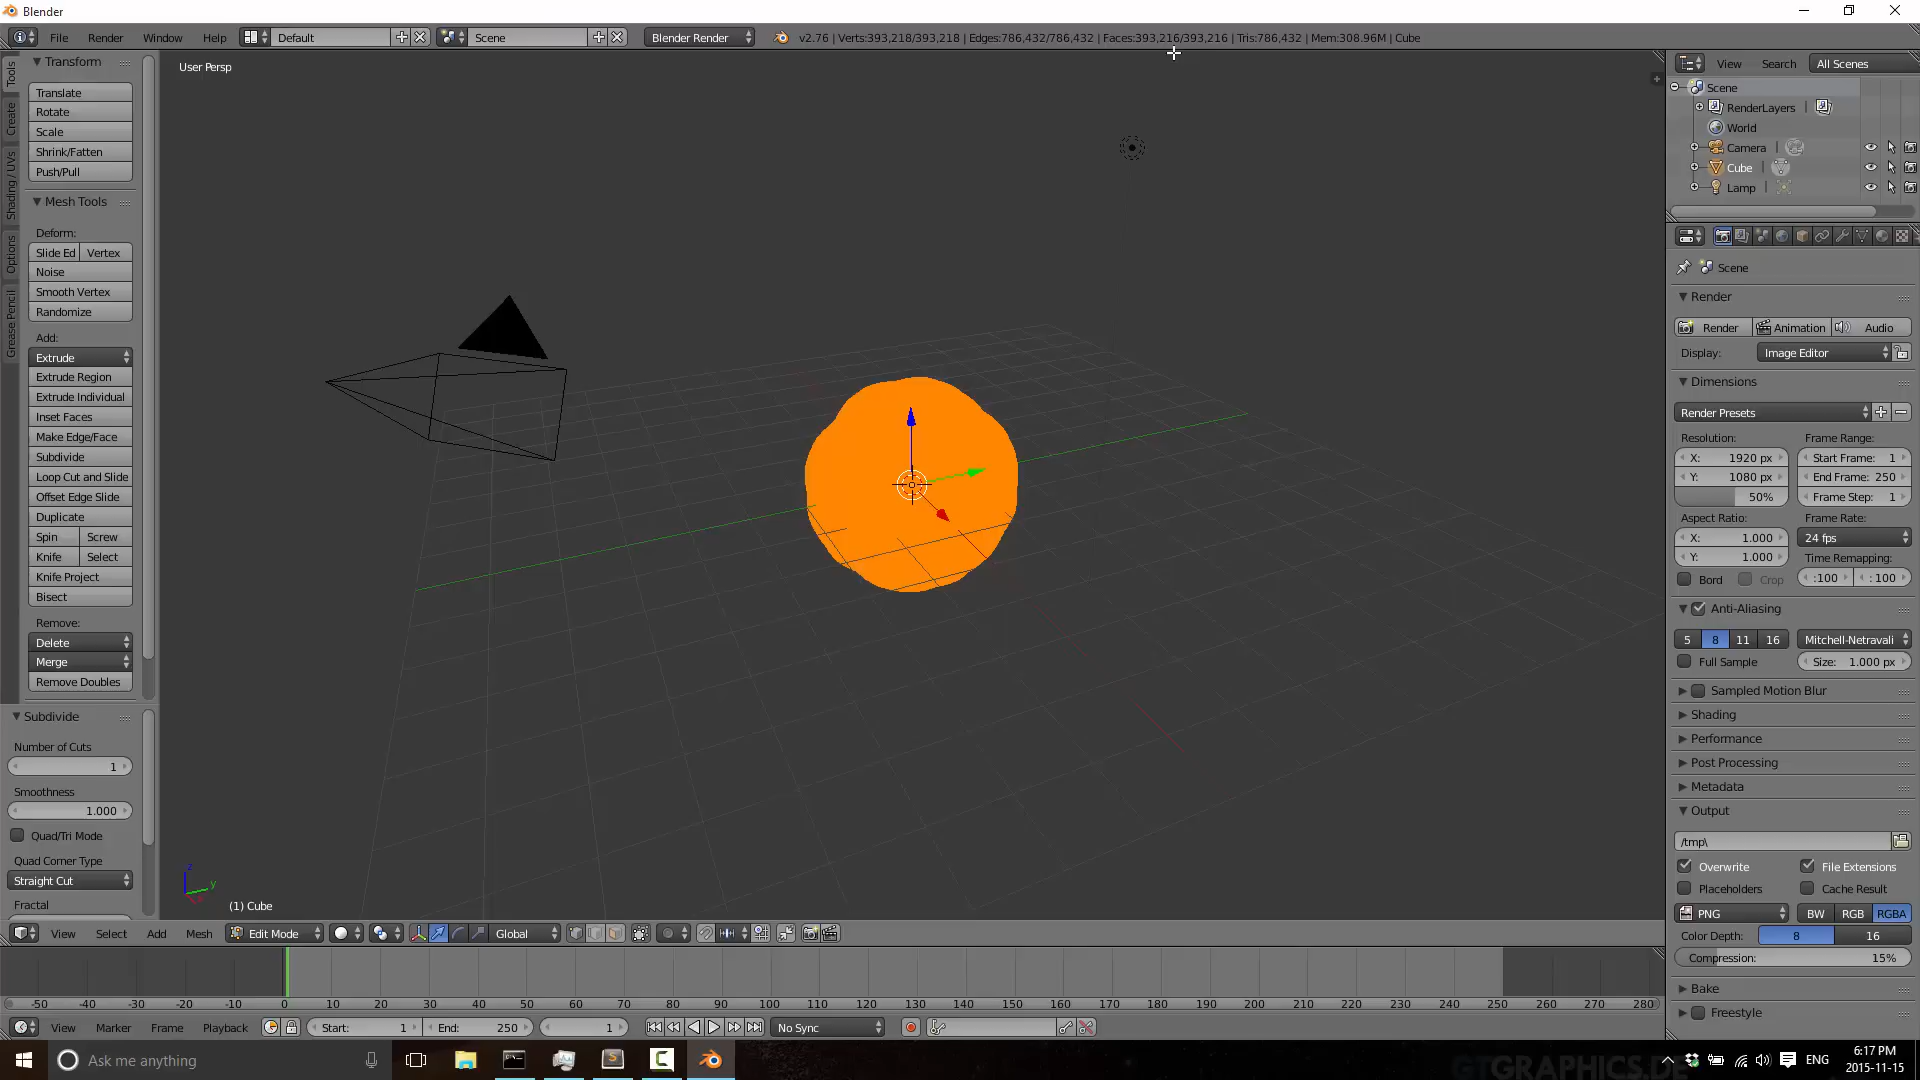 Blender
File Render Window Help Default Scene Blender Render v2.76 | Verts:393,218/393,218 | Edges:786,432/786,432 | Faces:393,216/393,216 | Tris:786,432 | Mem:308.96M | Cube
Tools
Create
Shading / UVs
Options
Grease Pencil
Transform
Translate
Rotate
Scale
Shrink/Fatten
Push/Pull
Mesh Tools
Deform:
Slide Ed Vertex
Noise
Smooth Vertex
Randomize
Add:
Extrude
Extrude Region
Extrude Individual
Inset Faces
Make Edge/Face
Subdivide
Loop Cut and Slide
Offset Edge Slide
Duplicate
Spin Screw
Knife Select
Knife Project
Bisect
Remove:
Delete
Merge
Remove Doubles
Subdivide
Number of Cuts
1
Smoothness
1.000
Quad/Tri Mode
Quad Corner Type
Straight Cut
Fractal
User Persp
z
y
x
(1) Cube
View Select Add Mesh Edit Mode Global
View Search All Scenes
Scene
RenderLayers
World
Camera
Cube
Lamp
Scene
Render
Render Animation Audio
Display: Image Editor
Dimensions
Render Presets
Resolution: Frame Range:
X: 1920 px Start Frame: 1
Y: 1080 px End Frame: 250
50% Frame Step: 1
Aspect Ratio: Frame Rate:
X: 1.000 24 fps
Y: 1.000 Time Remapping:
Bord Crop :100 : 100
Anti-Aliasing
5 8 11 16 Mitchell-Netravali
Full Sample Size: 1.000 px
Sampled Motion Blur
Shading
Performance
Post Processing
Metadata
Output
/tmp\
Overwrite File Extensions
Placeholders Cache Result
PNG BW RGB RGBA
Color Depth: 8 16
Compression: 15%
Bake
Freestyle
-50 -40 -30 -20 -10 0 10 20 30 40 50 60 70 80 90 100 110 120 130 140 150 160 170 180 190 200 210 220 230 240 250 260 270 280
View Marker Frame Playback Start: 1 End: 250 1 No Sync
Ask me anything
GTGRAPHICS.DE
ENG
6:17 PM
2015-11-15